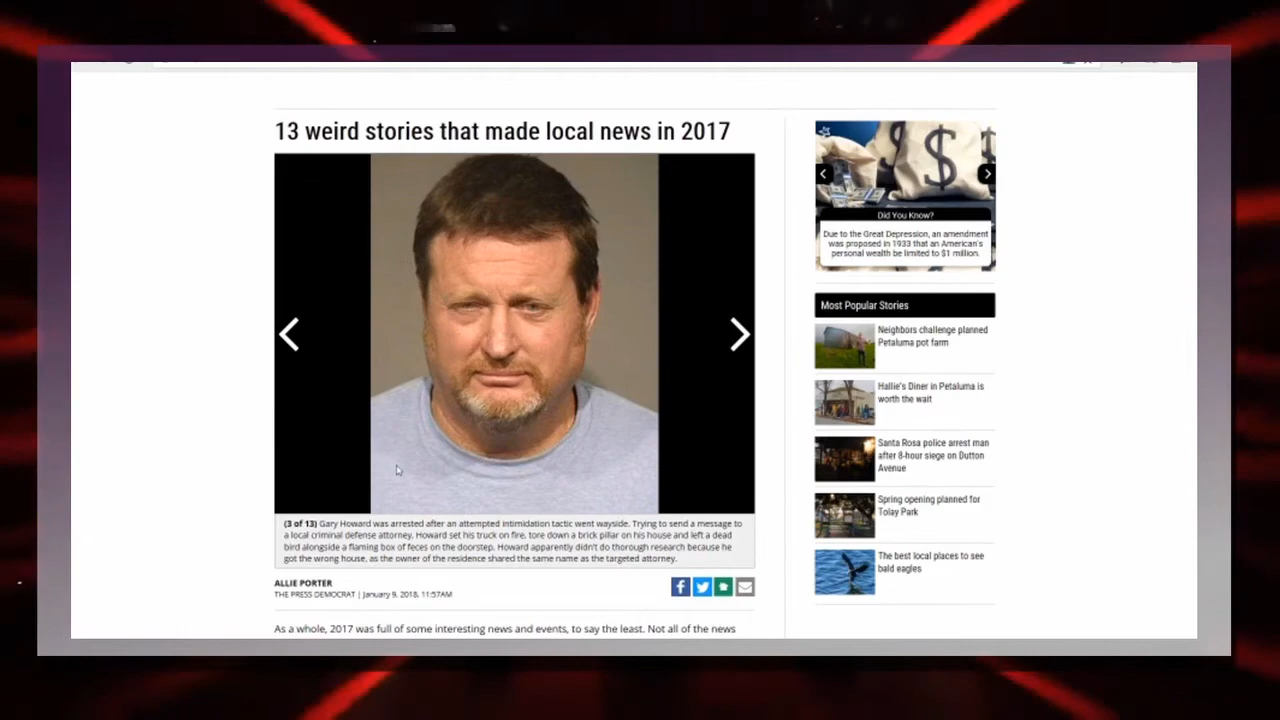 13 weird stories that made local news in 2017
(3 of 13) Gary Howard was arrested after an attempted intimidation tactic went wayside. Trying to send a message to
a local criminal defense attorney, Howard set his truck on fire, tore down a brick pillar on his house and left a dead
bird alongside a flaming box of feces on the doorstep. Howard apparently didn't do thorough research because he
got the wrong house, as the owner of the residence shared the same name as the targeted attorney.
ALLIE PORTER
THE PRESS DEMOCRAT | January 9, 2018, 11:57AM
As a whole, 2017 was full of some interesting news and events, to say the least. Not all of the news
$
$
Did You Know?
Due to the Great Depression, an amendment
was proposed in 1933 that an American's
personal wealth be limited to $1 million.
Most Popular Stories
Neighbors challenge planned
Petaluma pot farm
Hallie's Diner in Petaluma is
worth the wait
Santa Rosa police arrest man
after 8-hour siege on Dutton
Avenue
Spring opening planned for
Tolay Park
The best local places to see
bald eagles